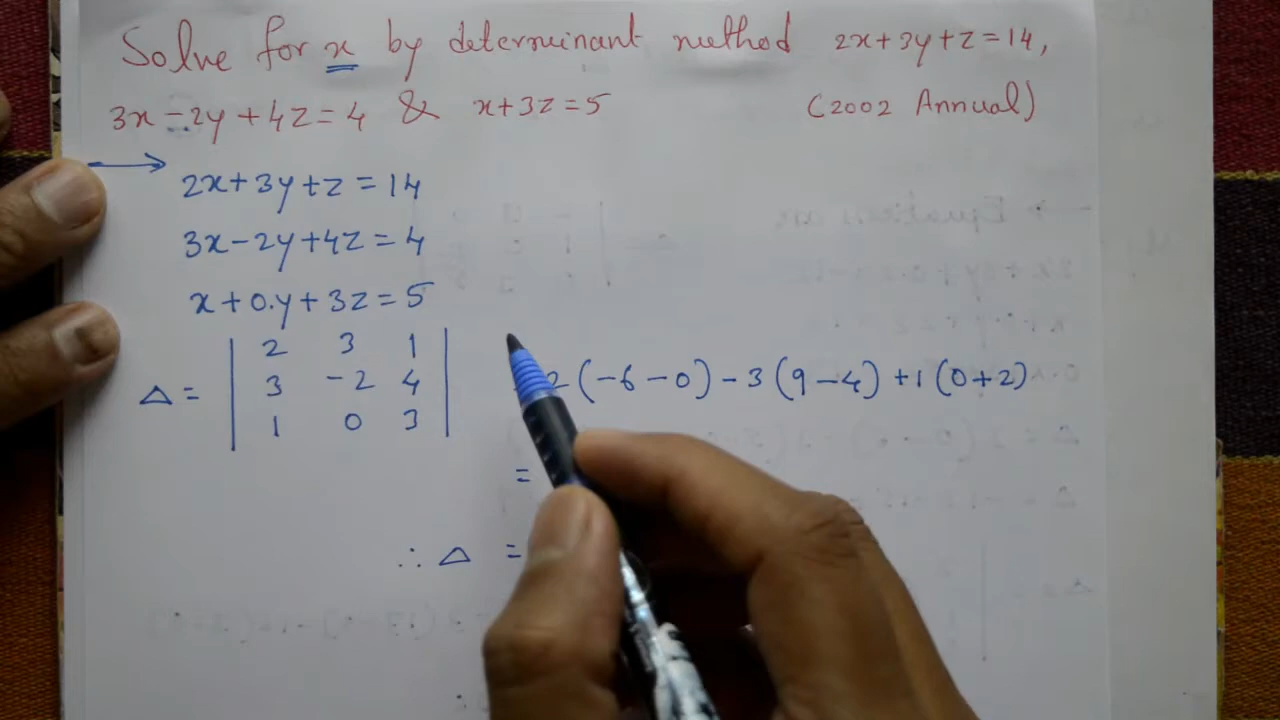 Solve for x by determinant method 2x+3y+z=14,
3x-2y+4z=4 & x+3z=5 (2002 Annual)
2x+3y+z=14
3x-2y+4z=4
x+0.y+3z=5
Δ= | 2 3 1 | 2(-6-0)-3(9-4)+1(0+2)
| 3 -2 4 |
| 1 0 3 |
=
∴ Δ =